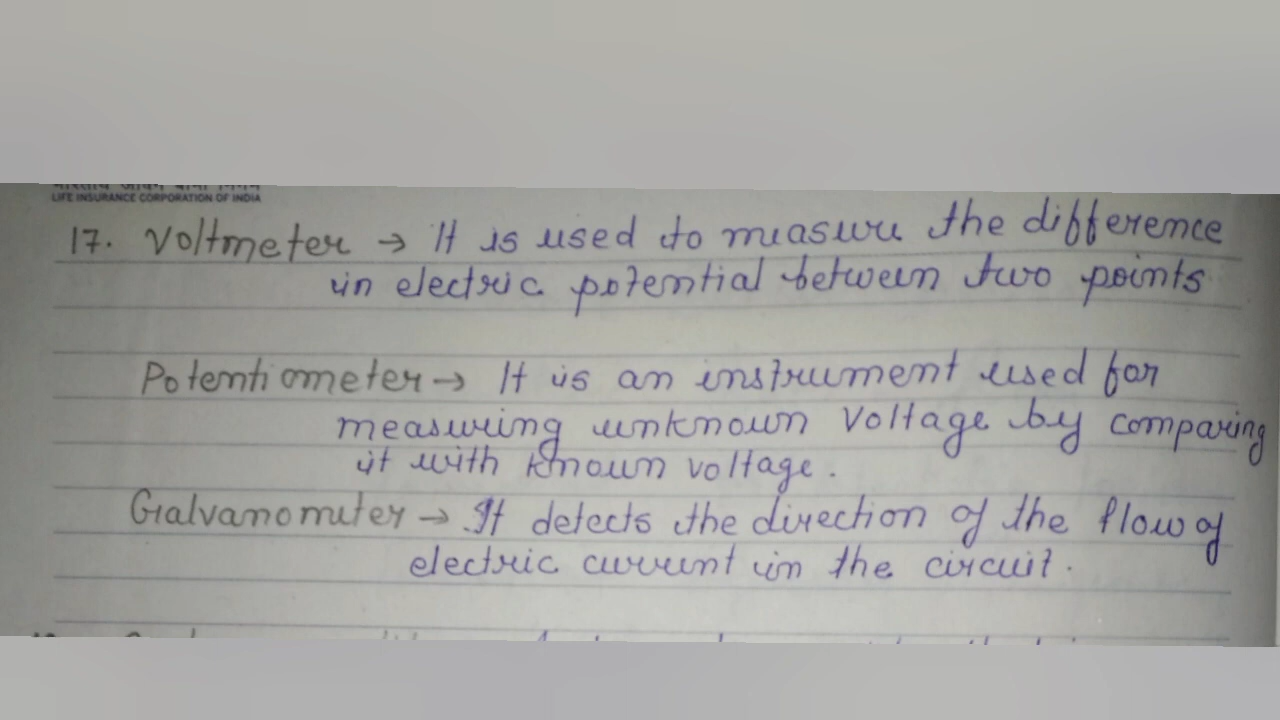 LIFE INSURANCE CORPORATION OF INDIA
17. Voltmeter → It is used to measure the difference
in electric potential between two points
Potentiometer → It is an instrument used for
measuring unknown voltage by comparing
it with known voltage.
Galvanometer → It detects the direction of the flow of
electric current in the circuit.